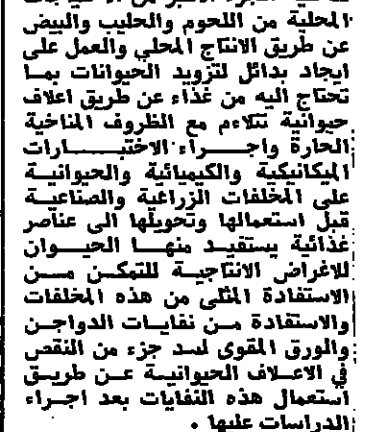 المحلية من اللحوم والحليب والبيض
عن طريق الانتاج المحلي والعمل على
ايجاد بدائل لتزويد الحيوانات بما
تحتاج اليه من غذاء عن طريق اعلاف
حيوانية تتلاءم مع الظروف المناخية
الحارة واجراء الاختبارات
الميكانيكية والكيميائية والحيوانية
على المخلفات الزراعية والصناعية
قبل استعمالها وتحويلها الى عناصر
غذائية يستفيد منها الحيوان
للاغراض الانتاجية للتمكن من
الاستفادة المثلى من هذه المخلفات
والاستفادة من نفايات الدواجن
والورق المقوى لسد جزء من النقص
في الاعلاف الحيوانية عن طريق
استعمال هذه النفايات بعد اجراء
الدراسات عليها .